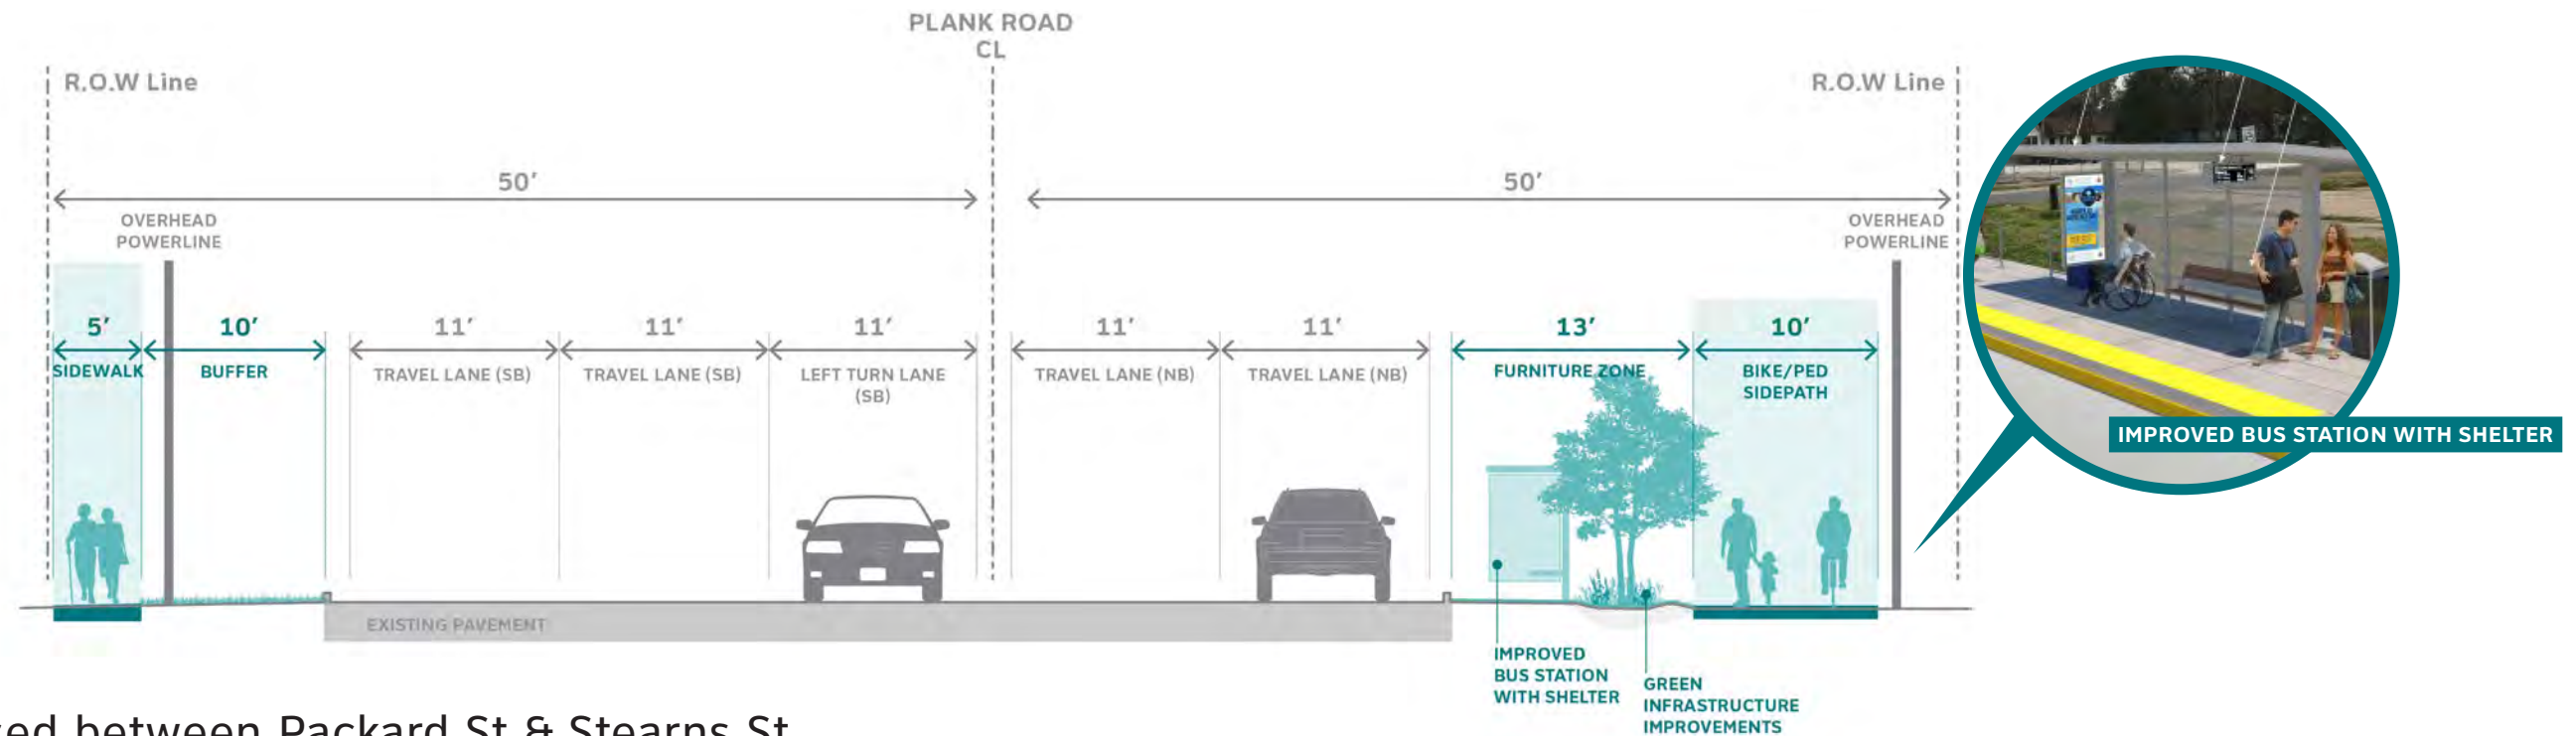 PLANK ROAD
CL
R.O.W Line
R.O.W Line
50′
50′
OVERHEAD
POWERLINE
OVERHEAD
POWERLINE
5′
10′
11′
11′
11′
11′
11′
13′
10′
SIDEWALK
BUFFER
TRAVEL LANE (SB)
TRAVEL LANE (SB)
LEFT TURN LANE
(SB)
TRAVEL LANE (NB)
TRAVEL LANE (NB)
FURNITURE ZONE
BIKE/PED
SIDEPATH
IMPROVED BUS STATION WITH SHELTER
EXISTING PAVEMENT
IMPROVED
BUS STATION
WITH SHELTER
GREEN
INFRASTRUCTURE
IMPROVEMENTS
between Packard St & Stearns St